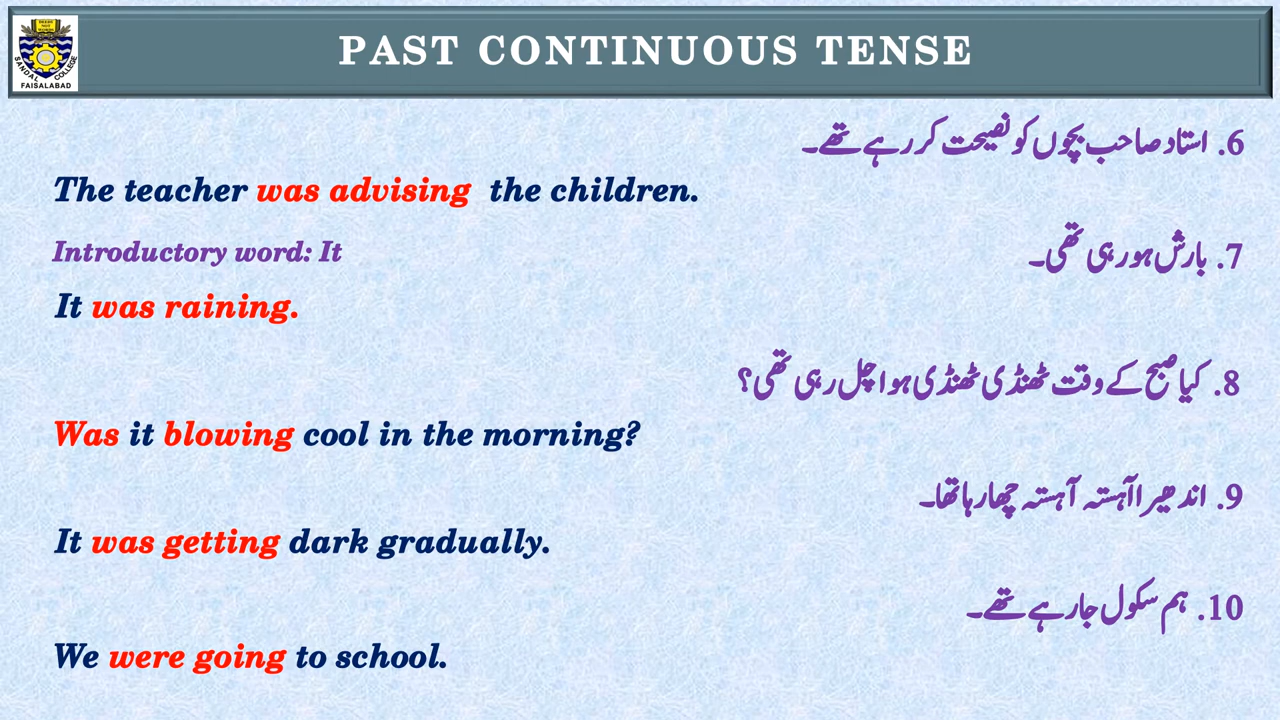 PAST CONTINUOUS TENSE
SANDAL COLLEGE
FAISALABAD
6. استاد صاحب بچوں کو نصیحت کر رہے تھے۔
The teacher was advising the children.
7. بارش ہو رہی تھی۔
Introductory word: It
It was raining.
8. کیا صبح کے وقت ٹھنڈی ٹھنڈی ہوا چل رہی تھی؟
Was it blowing cool in the morning?
9. اندھیرا آہستہ آہستہ چھا رہا تھا۔
It was getting dark gradually.
10. ہم سکول جا رہے تھے۔
We were going to school.